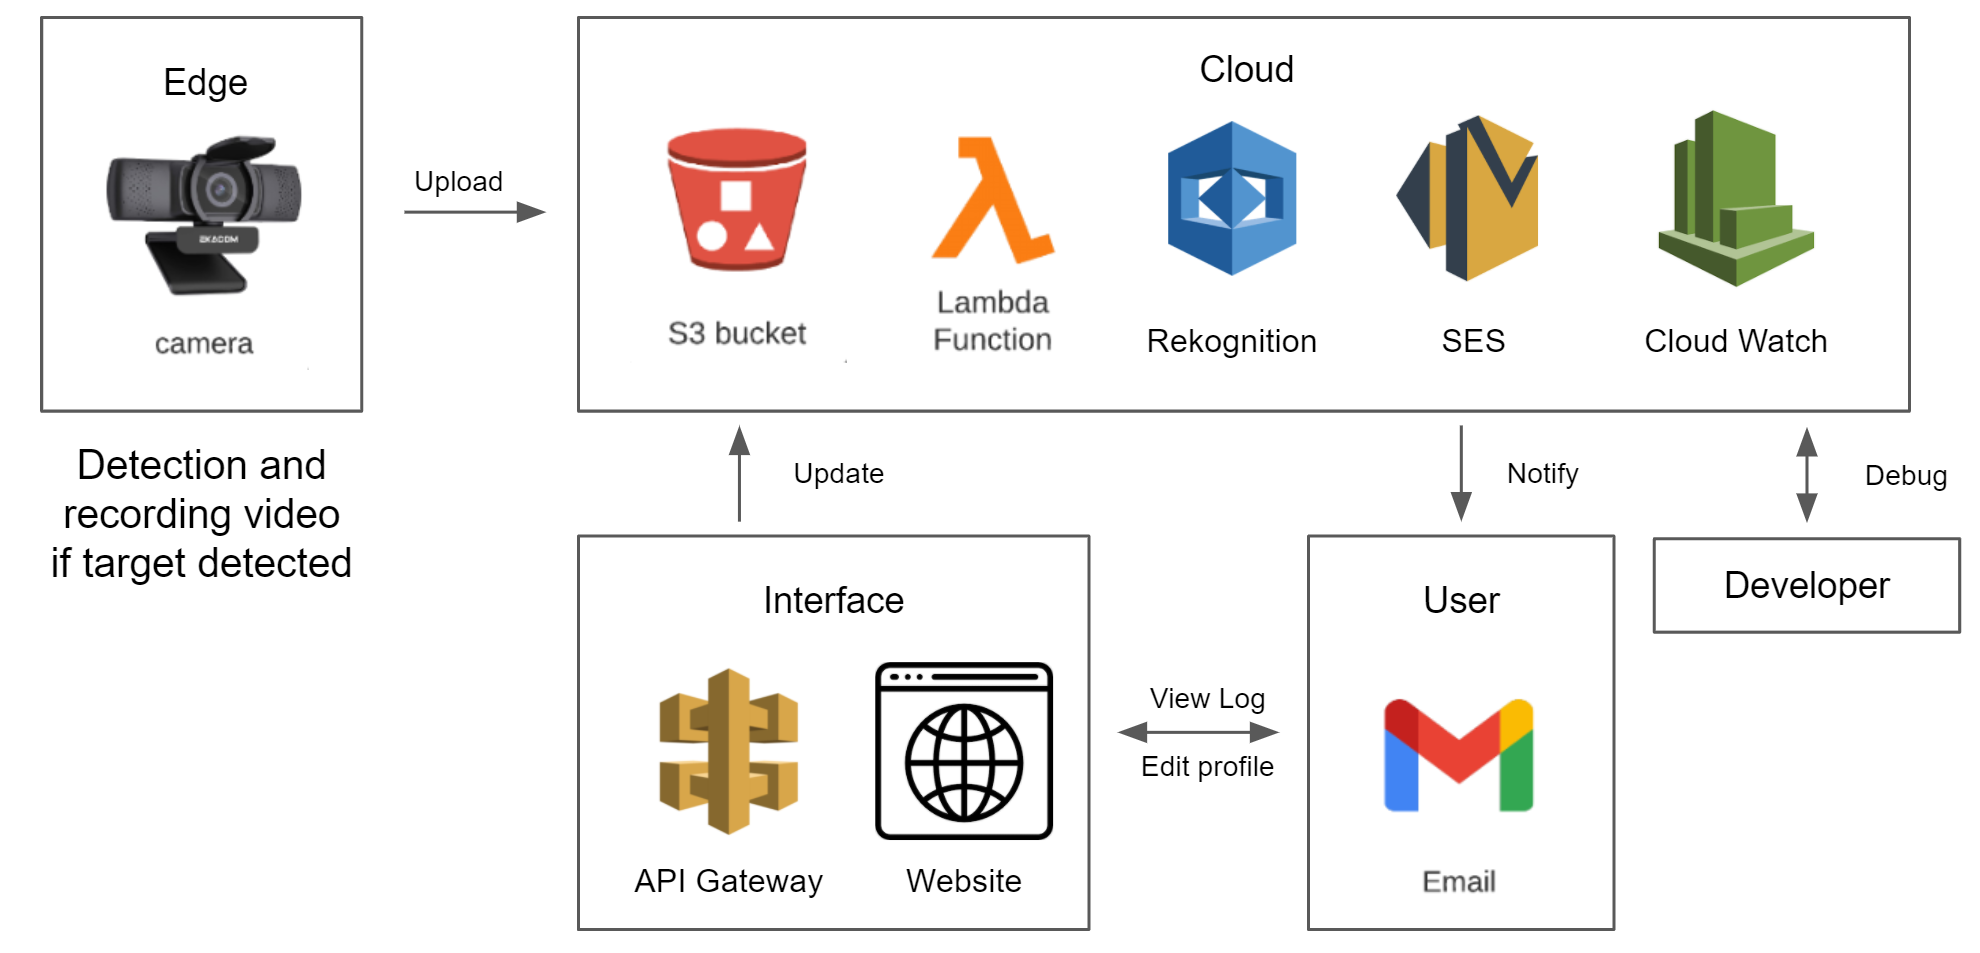 Edge
camera
Detection and
recording video
if target detected
Upload
Cloud
S3 bucket
Lambda
Function
Rekognition
SES
Cloud Watch
Update
Notify
Debug
Interface
API Gateway
Website
View Log
Edit profile
User
Email
Developer